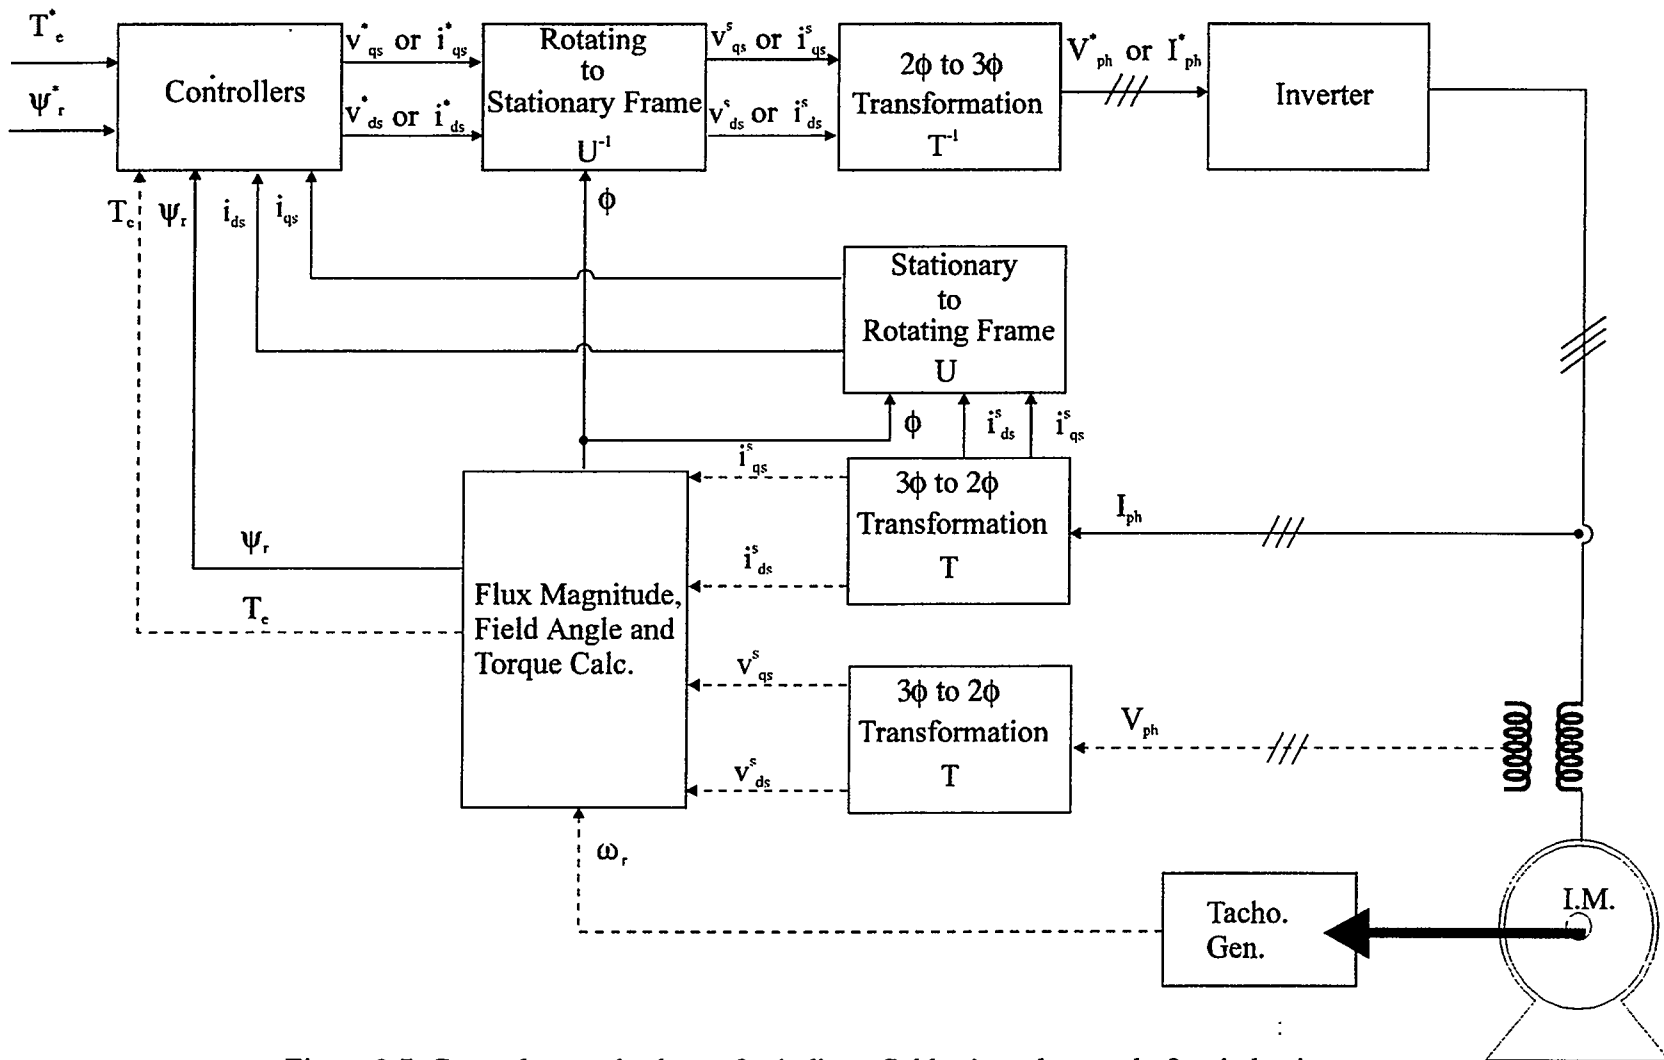 T*e
ψ*r
Controllers
v*qs or i*qs
v*ds or i*ds
Rotating
to
Stationary Frame
U-1
vsqs or isqs
vsds or isds
2ϕ to 3ϕ
Transformation
T-1
V*ph or I*ph
Inverter
Te
ψr
ids
iqs
ϕ
Stationary
to
Rotating Frame
U
ϕ
isds
isqs
isqs
3ϕ to 2ϕ
Transformation
T
Iph
ψr
isds
Te
Flux Magnitude,
Field Angle and
Torque Calc.
vsqs
3ϕ to 2ϕ
Transformation
T
Vph
vsds
ωr
Tacho.
Gen.
I.M.